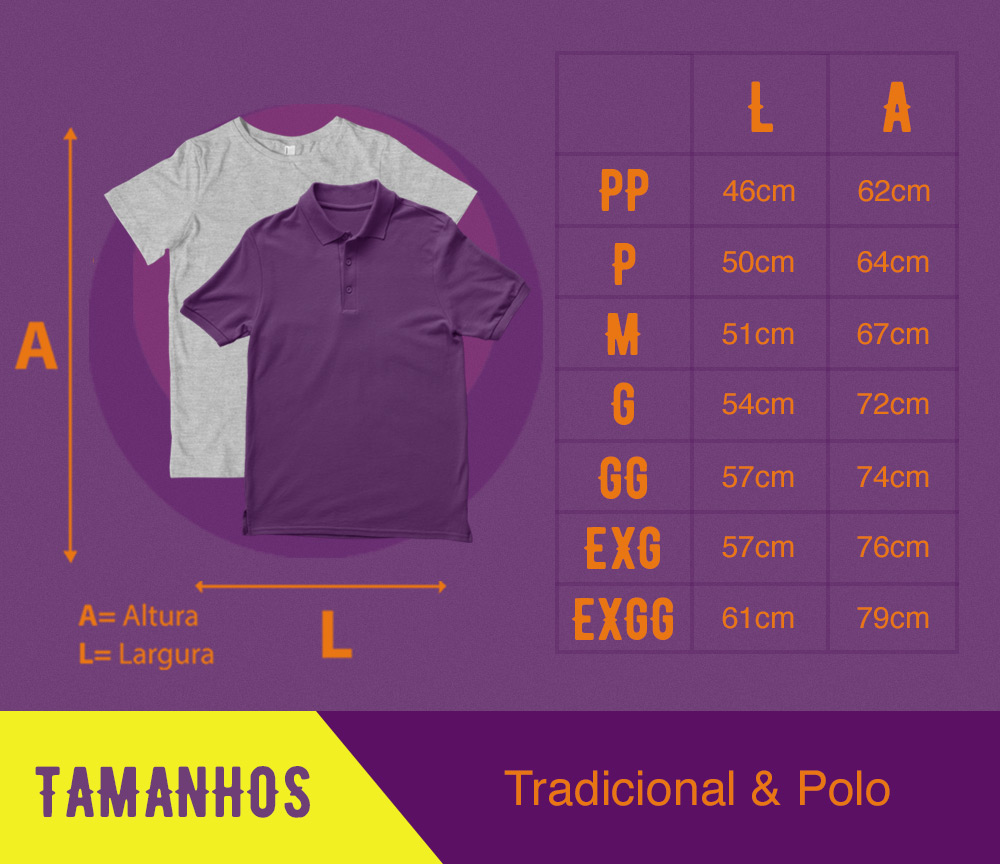 L A
PP 46cm 62cm
P 50cm 64cm
M 51cm 67cm
G 54cm 72cm
GG 57cm 74cm
EXG 57cm 76cm
EXGG 61cm 79cm
A
L
A= Altura
L= Largura
TAMANHOS
Tradicional & Polo